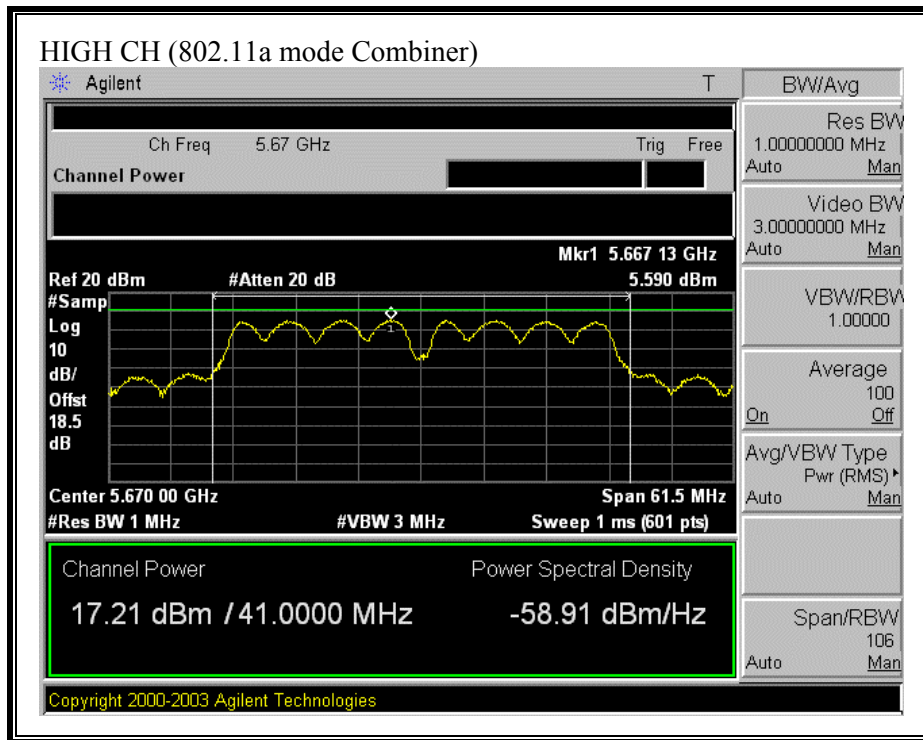 HIGH CH (802.11a mode Combiner)
Agilent T
Ch Freq 5.67 GHz Trig Free
Channel Power
Mkr1 5.667 13 GHz
Ref 20 dBm #Atten 20 dB 5.590 dBm
#Samp
Log
10
dB/
Offst
18.5
dB
1
Center 5.670 00 GHz Span 61.5 MHz
#Res BW 1 MHz #VBW 3 MHz Sweep 1 ms (601 pts)
Channel Power Power Spectral Density
17.21 dBm / 41.0000 MHz -58.91 dBm/Hz
Copyright 2000-2003 Agilent Technologies
BW/Avg
Res BW
1.00000000 MHz
Auto Man
Video BW
3.00000000 MHz
Auto Man
VBW/RBW
1.00000
Average
100
On Off
Avg/VBW Type
Pwr (RMS)
Auto Man
Span/RBW
106
Auto Man